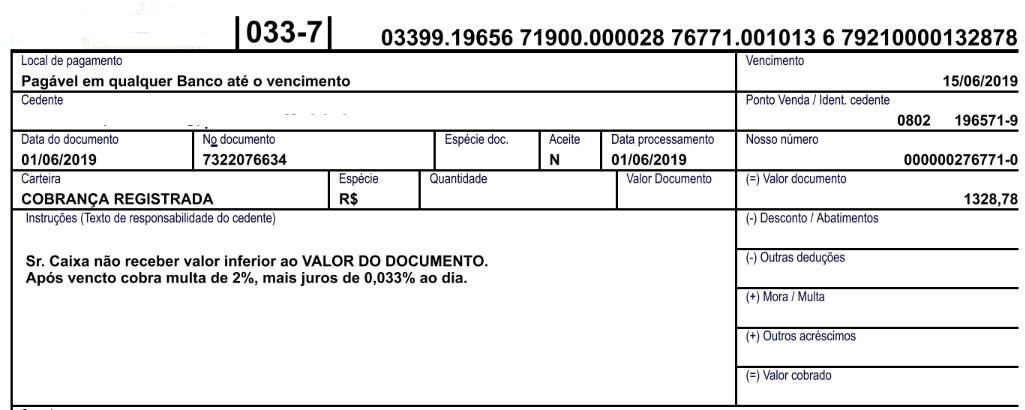 033-7 03399.19656 71900.000028 76771.001013 6 79210000132878
Local de pagamento
Pagável em qualquer Banco até o vencimento
Vencimento
15/06/2019
Cedente
Ponto Venda / Ident. cedente
0802 196571-9
Data do documento
01/06/2019
No documento
7322076634
Espécie doc.
Aceite
N
Data processamento
01/06/2019
Nosso número
000000276771-0
Carteira
COBRANÇA REGISTRADA
Espécie
R$
Quantidade
Valor Documento
(=) Valor documento
1328,78
Instruções (Texto de responsabilidade do cedente)
Sr. Caixa não receber valor inferior ao VALOR DO DOCUMENTO.
Após vencto cobra multa de 2%, mais juros de 0,033% ao dia.
(-) Desconto / Abatimentos
(-) Outras deduções
(+) Mora / Multa
(+) Outros acréscimos
(=) Valor cobrado